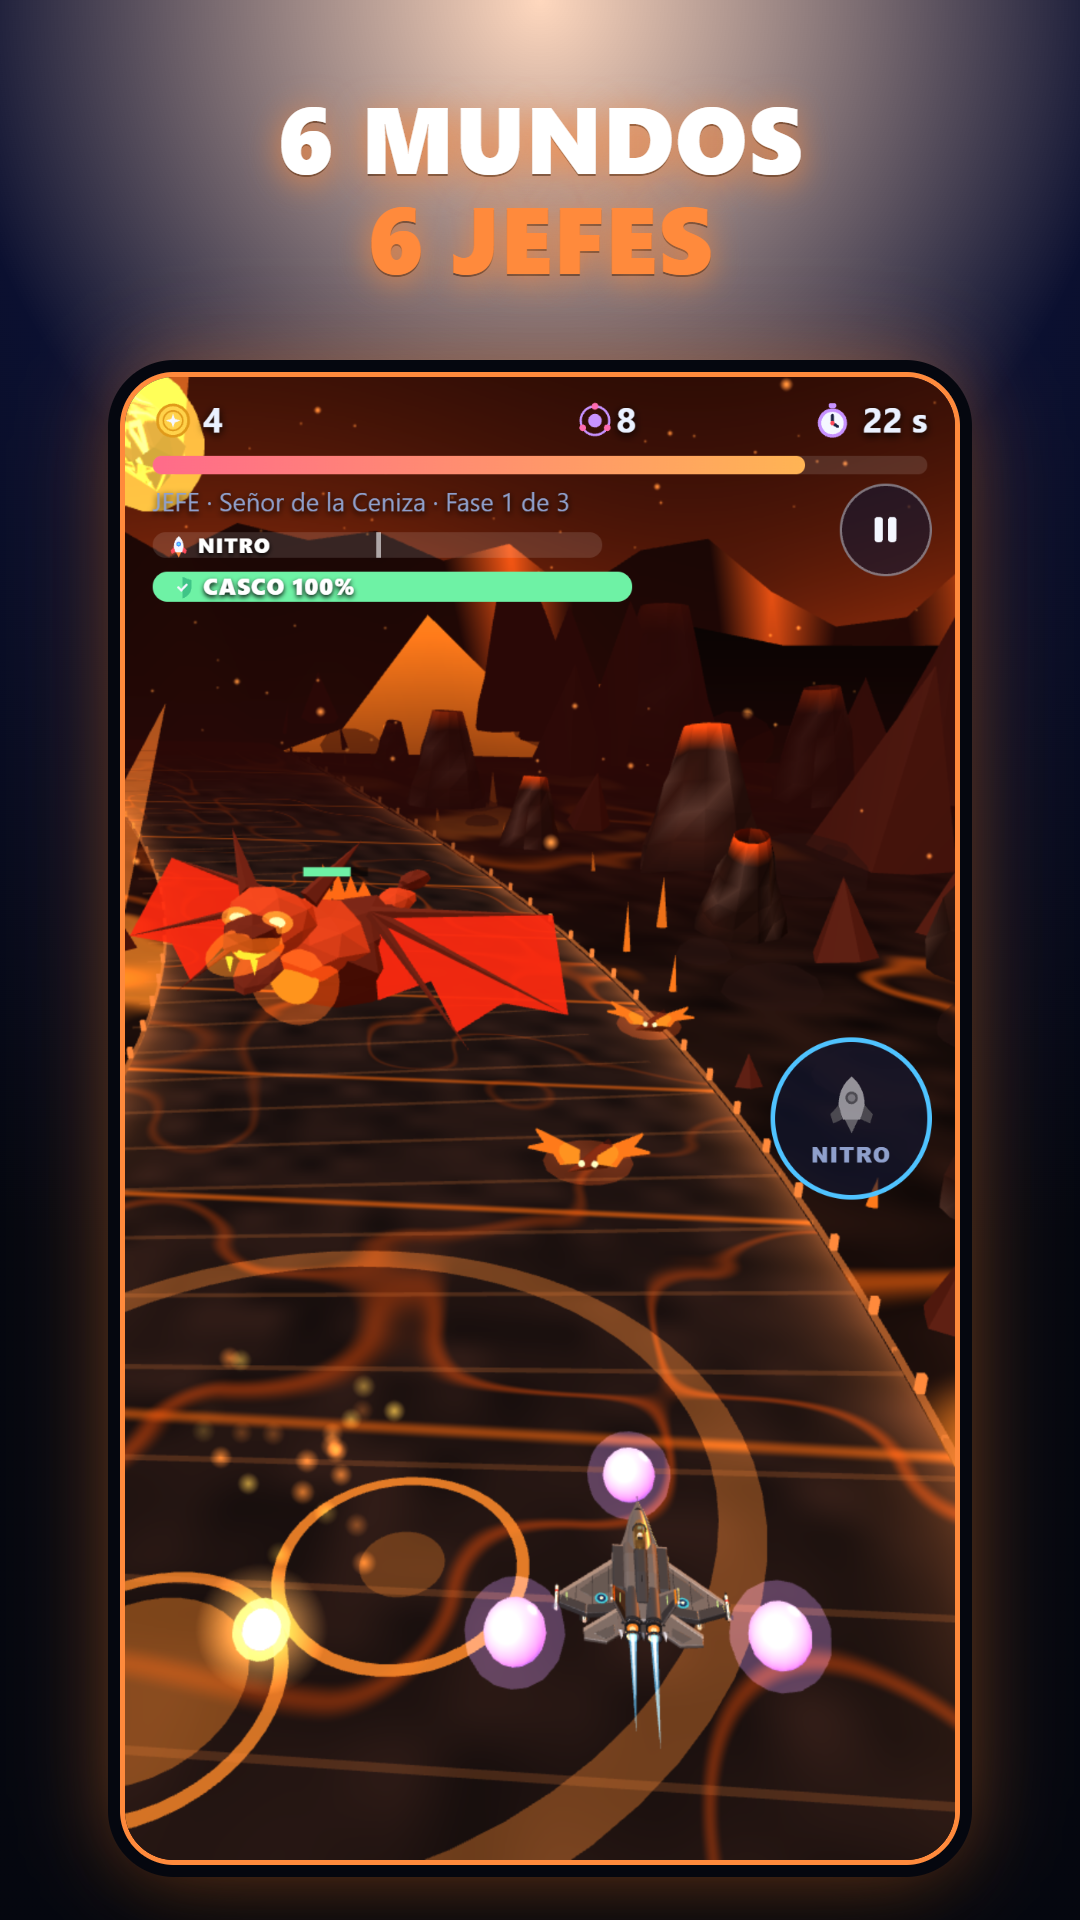 6 MUNDOS
6 JEFES
4
8
22 s
JEFE · Señor de la Ceniza · Fase 1 de 3
NITRO
CASCO 100%
NITRO